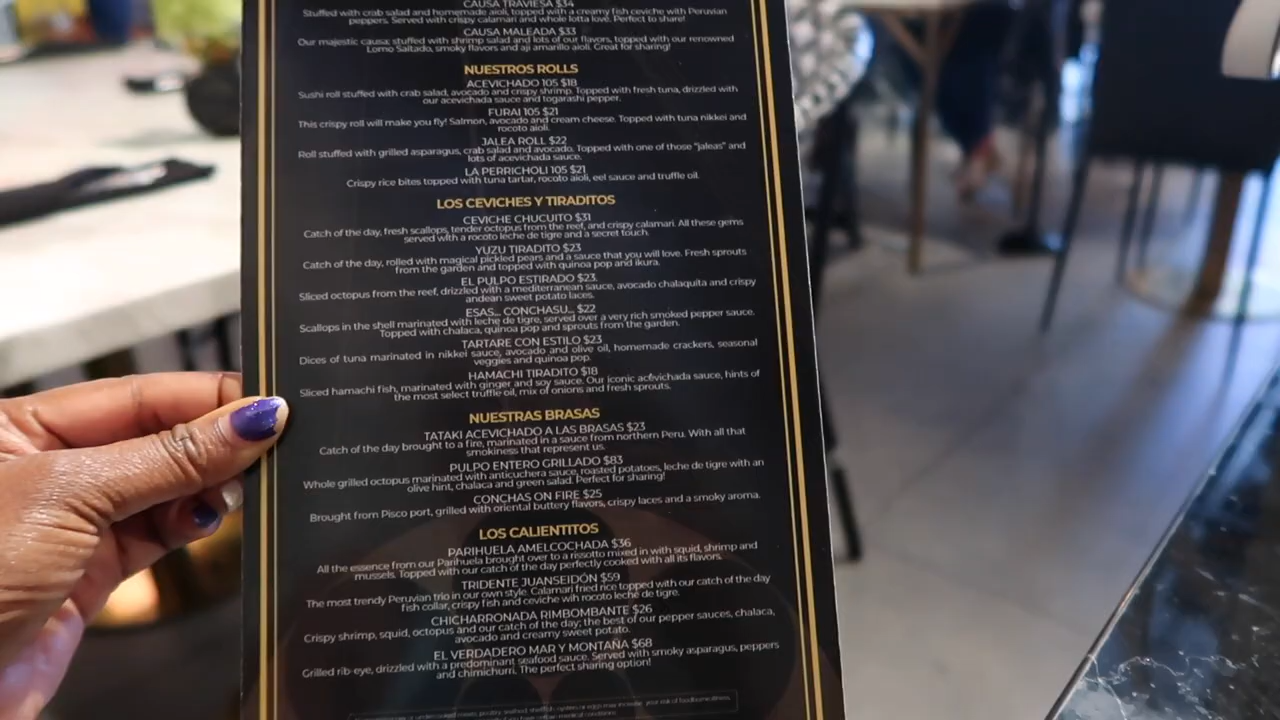 CAUSA TRAVIESA $34
Stuffed with crab salad and homemade aioli, topped with a creamy fish ceviche with Peruvian
peppers. Served with crispy calamari and whole lotta love. Perfect to share!
CAUSA MALEADA $33
Our majestic causa; stuffed with shrimp salad and lots of our flavors, topped with our renowned
Lomo Saltado, smoky flavors and aji amarillo aioli. Great for sharing!
NUESTROS ROLLS
ACEVICHADO 105 $18
Sushi roll stuffed with crab salad, avocado and crispy shrimp. Topped with fresh tuna, drizzled with
our acevichada sauce and togarashi pepper.
FURAI 105 $21
This crispy roll will make you fly! Salmon, avocado and cream cheese. Topped with tuna nikkei and
rocoto aioli.
JALEA ROLL $22
Roll stuffed with grilled asparagus, crab salad and avocado. Topped with one of those "jaleas" and
lots of acevichada sauce.
LA PERRICHOLI 105 $21
Crispy rice bites topped with tuna tartar, rocoto aioli, eel sauce and truffle oil.
LOS CEVICHES Y TIRADITOS
CEVICHE CHUCUITO $31
Catch of the day, fresh scallops, tender octopus from the reef, and crispy calamari. All these gems
served with a rocoto leche de tigre and a secret touch.
YUZU TIRADITO $23
Catch of the day, rolled with magical pickled pears and a sauce that you will love. Fresh sprouts
from the garden and topped with quinoa pop and ikura.
EL PULPO ESTIRADO $23
Sliced octopus from the reef, drizzled with a mediterranean sauce, avocado chalaquita and crispy
andean sweet potato laces.
ESAS... CONCHASU... $22
Scallops in the shell marinated with leche de tigre, served over a very rich smoked pepper sauce.
Topped with chalaca, quinoa pop and sprouts from the garden.
TARTARE CON ESTILO $23
Dices of tuna marinated in nikkei sauce, avocado and olive oil, homemade crackers, seasonal
veggies and quinoa pop.
HAMACHI TIRADITO $18
Sliced hamachi fish, marinated with ginger and soy sauce. Our iconic acevichada sauce, hints of
the most select truffle oil, mix of onions and fresh sprouts.
NUESTRAS BRASAS
TATAKI ACEVICHADO A LAS BRASAS $23
Catch of the day brought to a fire, marinated in a sauce from northern Peru. With all that
smokiness that represent us.
PULPO ENTERO GRILLADO $83
Whole grilled octopus marinated with anticuchera sauce, roasted potatoes, leche de tigre with an
olive hint, chalaca and green salad. Perfect for sharing!
CONCHAS ON FIRE $25
Brought from Pisco port, grilled with oriental buttery flavors, crispy laces and a smoky aroma.
LOS CALIENTITOS
PARIHUELA AMELCOCHADA $36
All the essence from our Parihuela brought over to a rissotto mixed in with squid, shrimp and
mussels. Topped with our catch of the day perfectly cooked with all its flavors.
TRIDENTE JUANSEIDÓN $59
The most trendy Peruvian trio in our own style. Calamari fried rice topped with our catch of the day
fish collar, crispy fish and ceviche wih rocoto leche de tigre.
CHICHARRONADA RIMBOMBANTE $26
Crispy shrimp, squid, octopus and our catch of the day; the best of our pepper sauces, chalaca,
avocado and creamy sweet potato.
EL VERDADERO MAR Y MONTAÑA $68
Grilled rib-eye, drizzled with a predominant seafood sauce. Served with smoky asparagus, peppers
and chimichurri. The perfect sharing option!